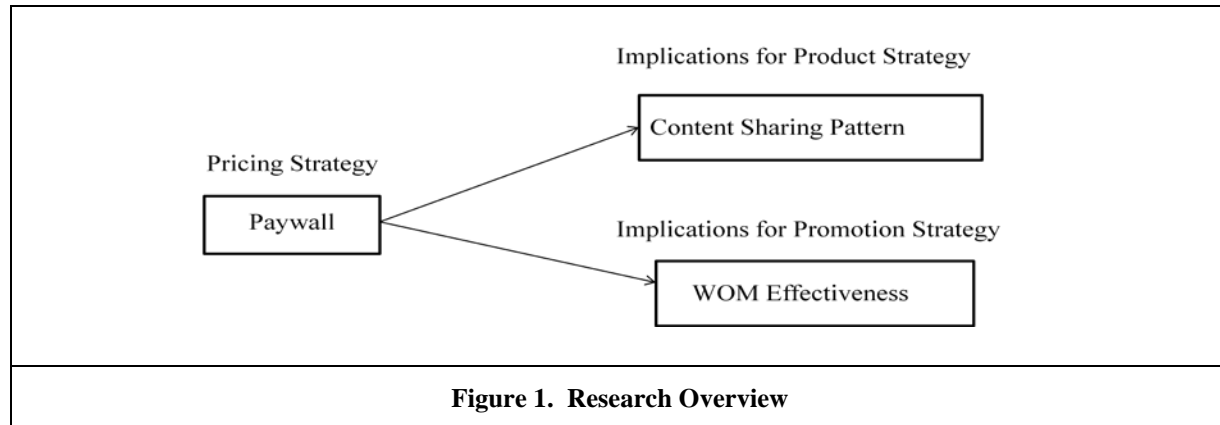 Implications for Product Strategy
Content Sharing Pattern
Pricing Strategy
Paywall
Implications for Promotion Strategy
WOM Effectiveness
Figure 1. Research Overview